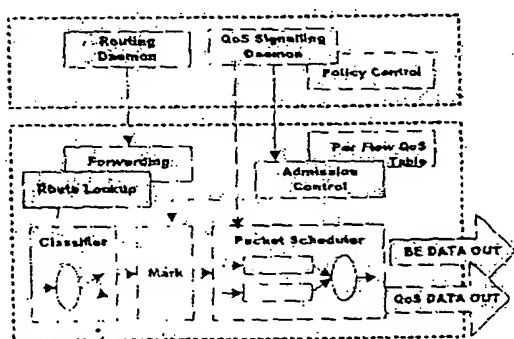 Routing
Daemon
QoS Signalling
Daemon
Policy Control
Forwarding
Route Lookup
Per Flow QoS
Table
Admission
Control
Classifier
Mark
Packet Scheduler
BE DATA OUT
QoS DATA OUT